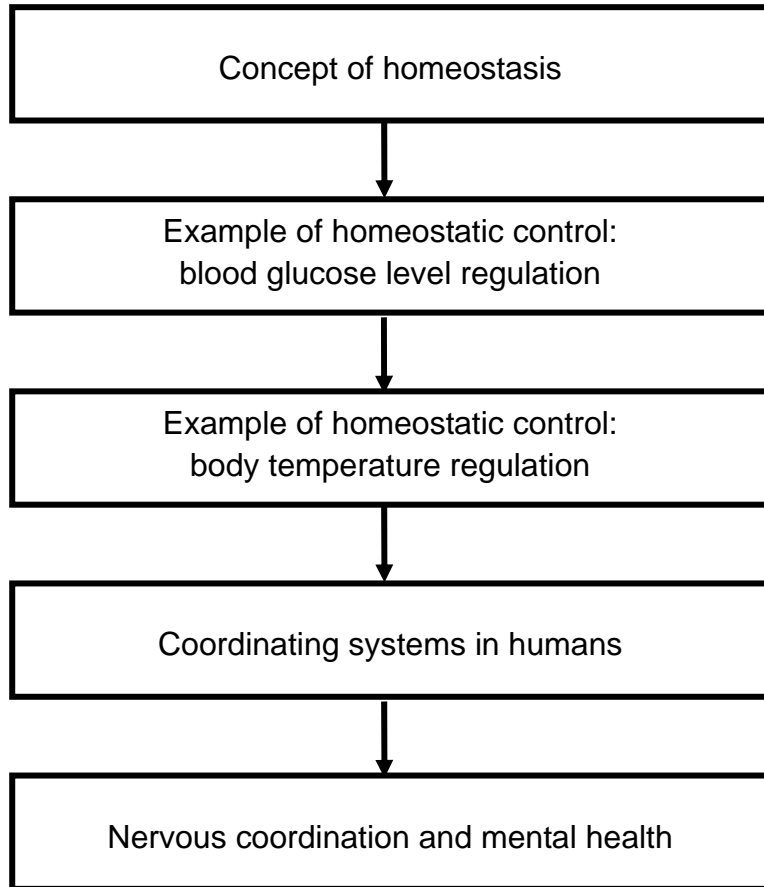 Concept of homeostasis
Example of homeostatic control:
blood glucose level regulation
Example of homeostatic control:
body temperature regulation
Coordinating systems in humans
Nervous coordination and mental health